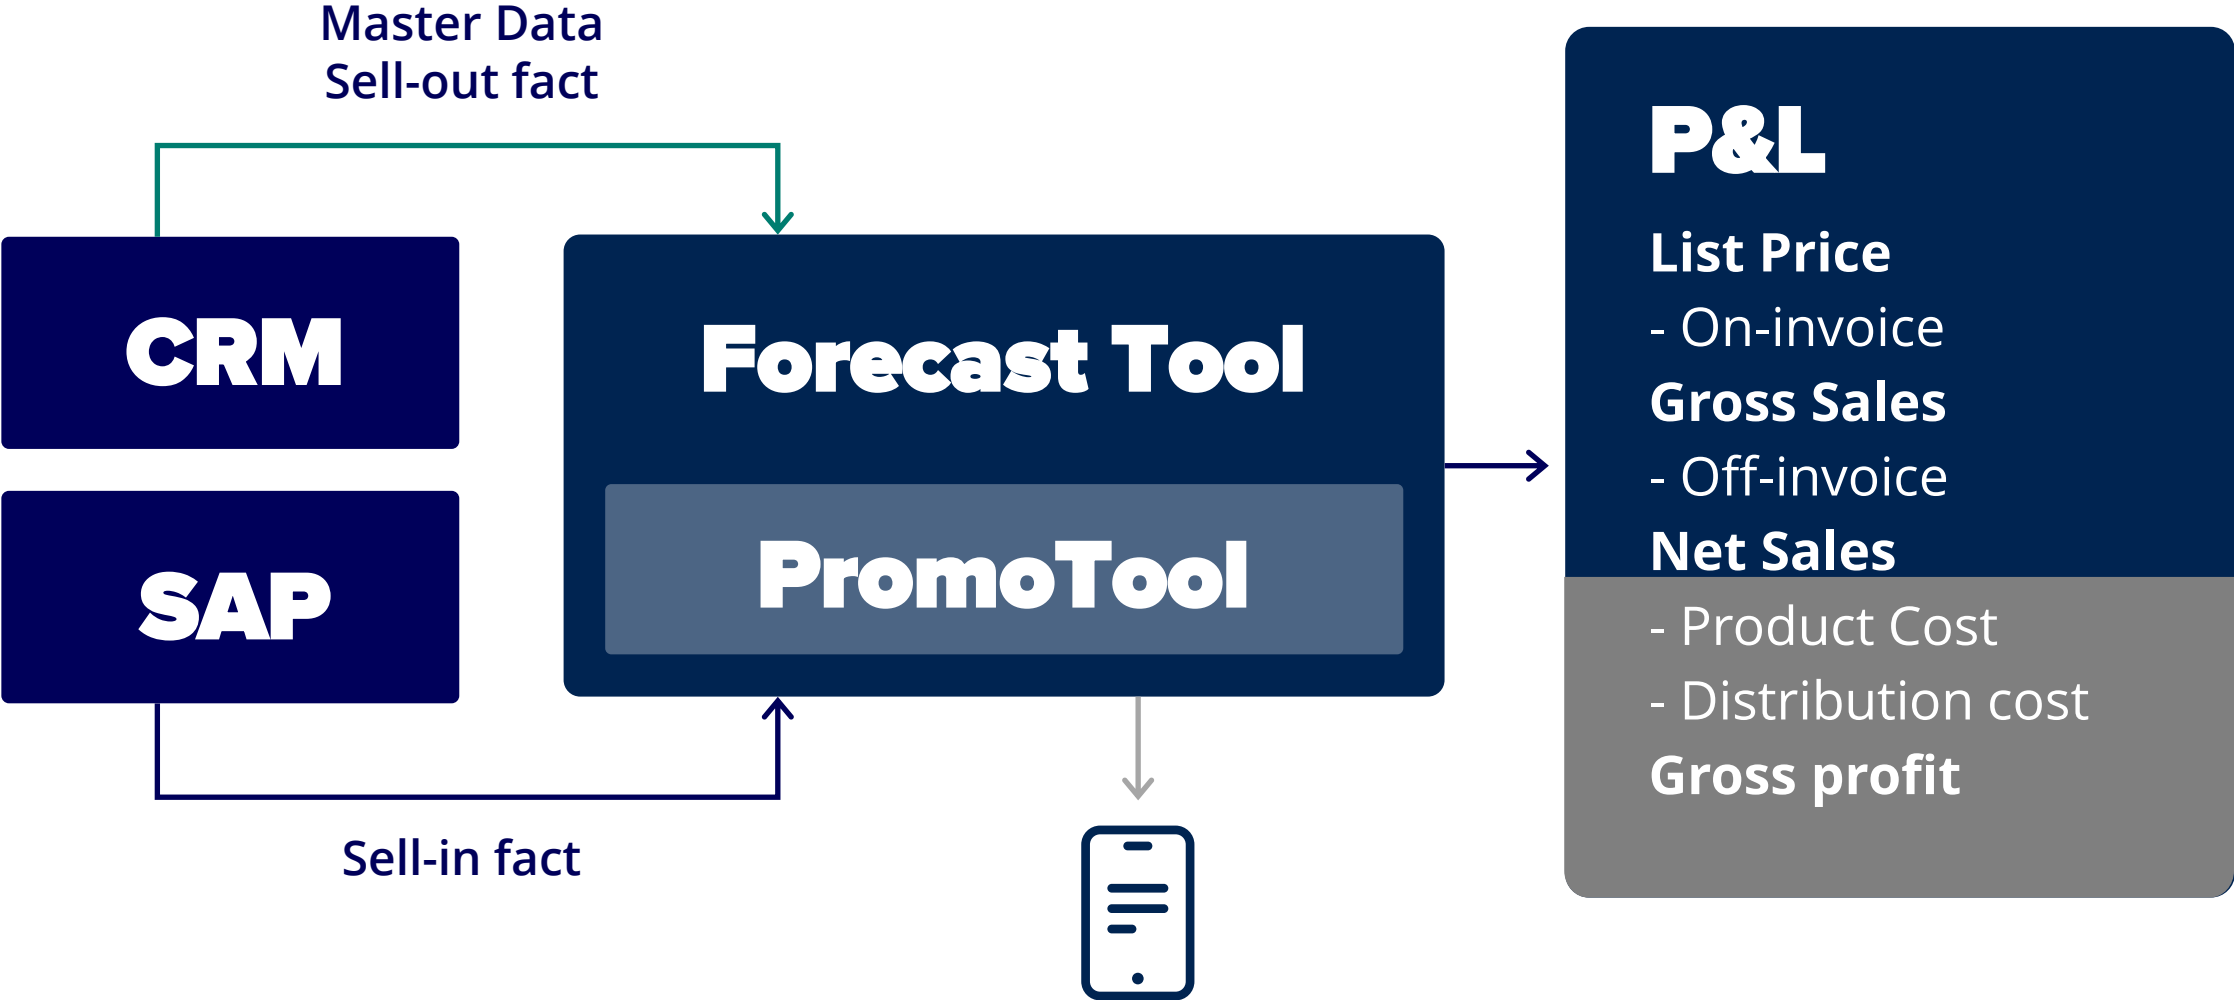 Master Data
Sell-out fact
CRM
SAP
Sell-in fact
Forecast Tool
PromoTool
P&L
List Price
- On-invoice
Gross Sales
- Off-invoice
Net Sales
- Product Cost
- Distribution cost
Gross profit